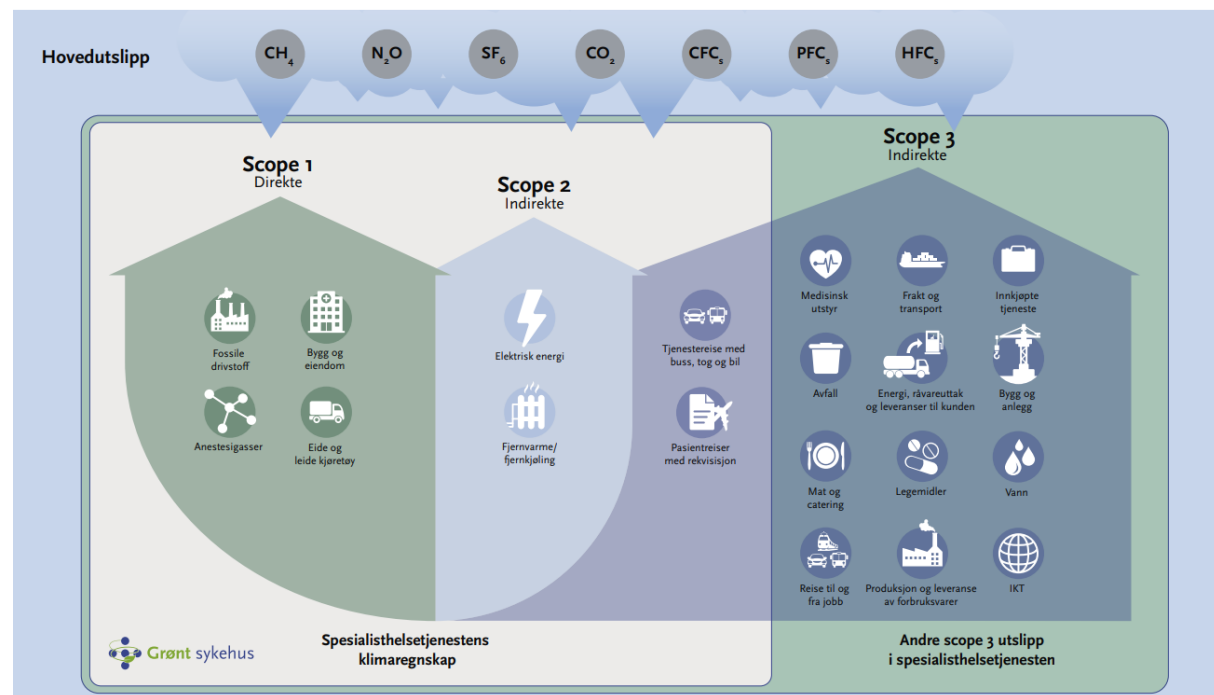 Hovedutslipp
CH₄
N₂O
SF₆
CO₂
CFCₛ
PFCₛ
HFCₛ
Scope 1
Direkte
Scope 2
Indirekte
Scope 3
Indirekte
Fossile
drivstoff
Bygg og
eiendom
Anestesigasser
Eide og
leide kjøretøy
Elektrisk energi
Fjernvarme/
fjernkjøling
Tjenestereise med
buss, tog og bil
Pasientreiser
med rekvisisjon
Medisinsk
utstyr
Frakt og
transport
Innkjøpte
tjeneste
Avfall
Energi, råvareuttak
og leveranser til kunden
Bygg og
anlegg
Mat og
catering
Legemidler
Vann
Reise til og
fra jobb
Produksjon og leveranse
av forbruksvarer
IKT
Grønt sykehus
Spesialisthelsetjenestens
klimaregnskap
Andre scope 3 utslipp
i spesialisthelsetjenesten